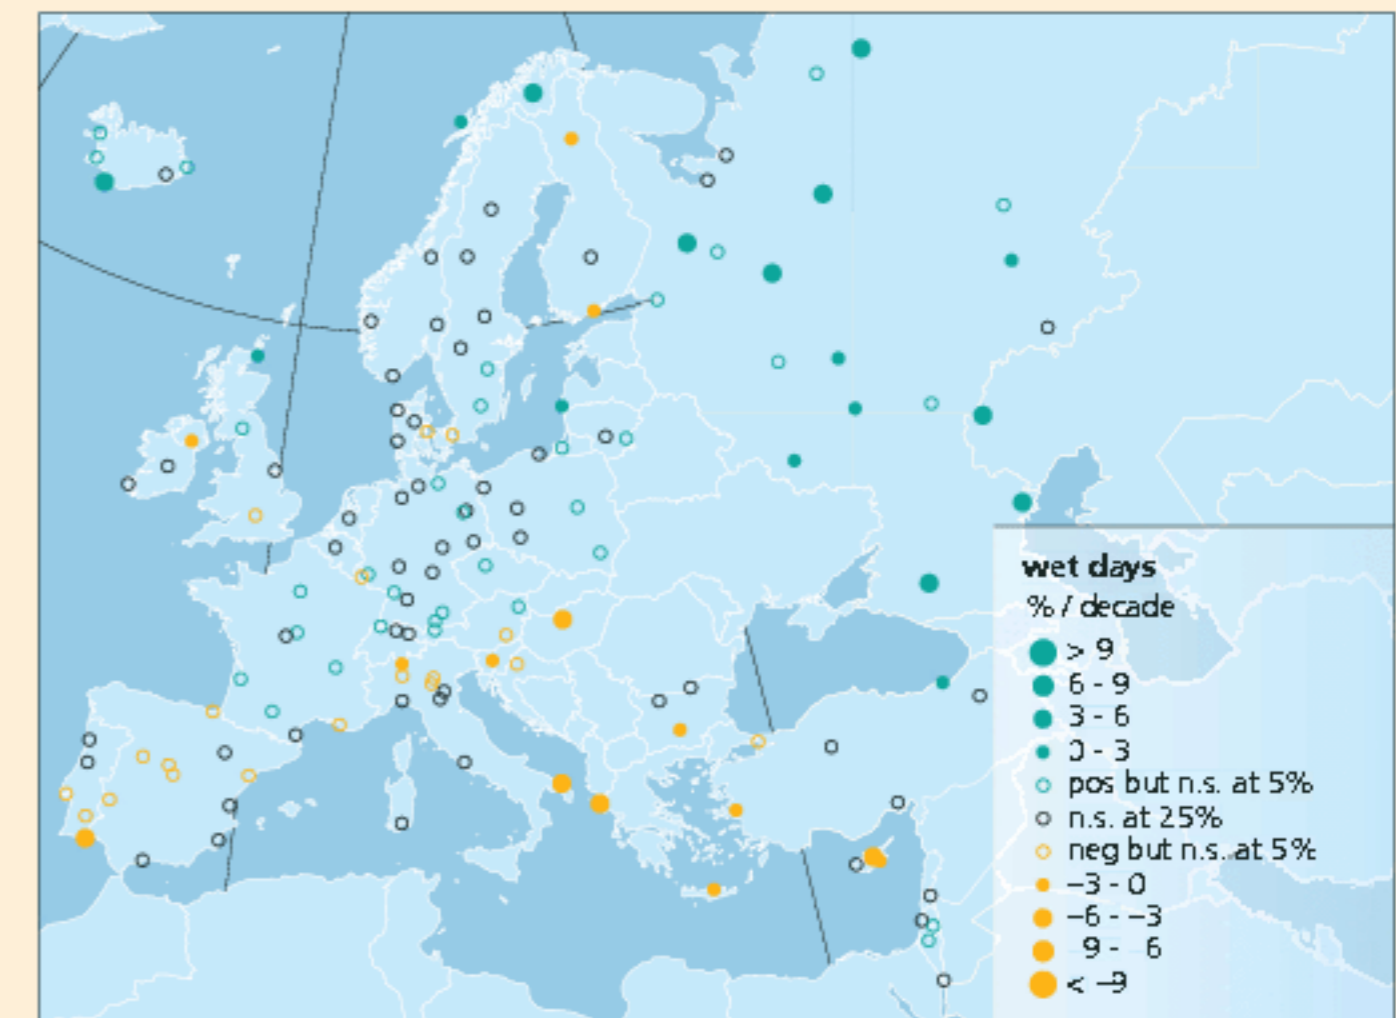 wet days
% / decade
> 9
6 - 9
3 - 6
0 - 3
pos but n.s. at 5%
n.s. at 25%
neg but n.s. at 5%
−3 - 0
−6 - −3
9 - 6
< −9